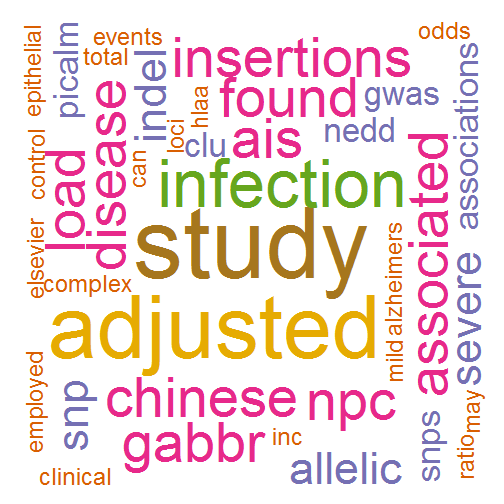 epithelial
picalm
events
total
indel
insertions
odds
found
gwas
associations
control
load
disease
can
loci
hlaa
clu
ais
nedd
infection
associated
study
elsevier
complex
adjusted
mild
alzheimers
severe
employed
snp
chinese
npc
gabbr
inc
clinical
allelic
snps
ratio
may